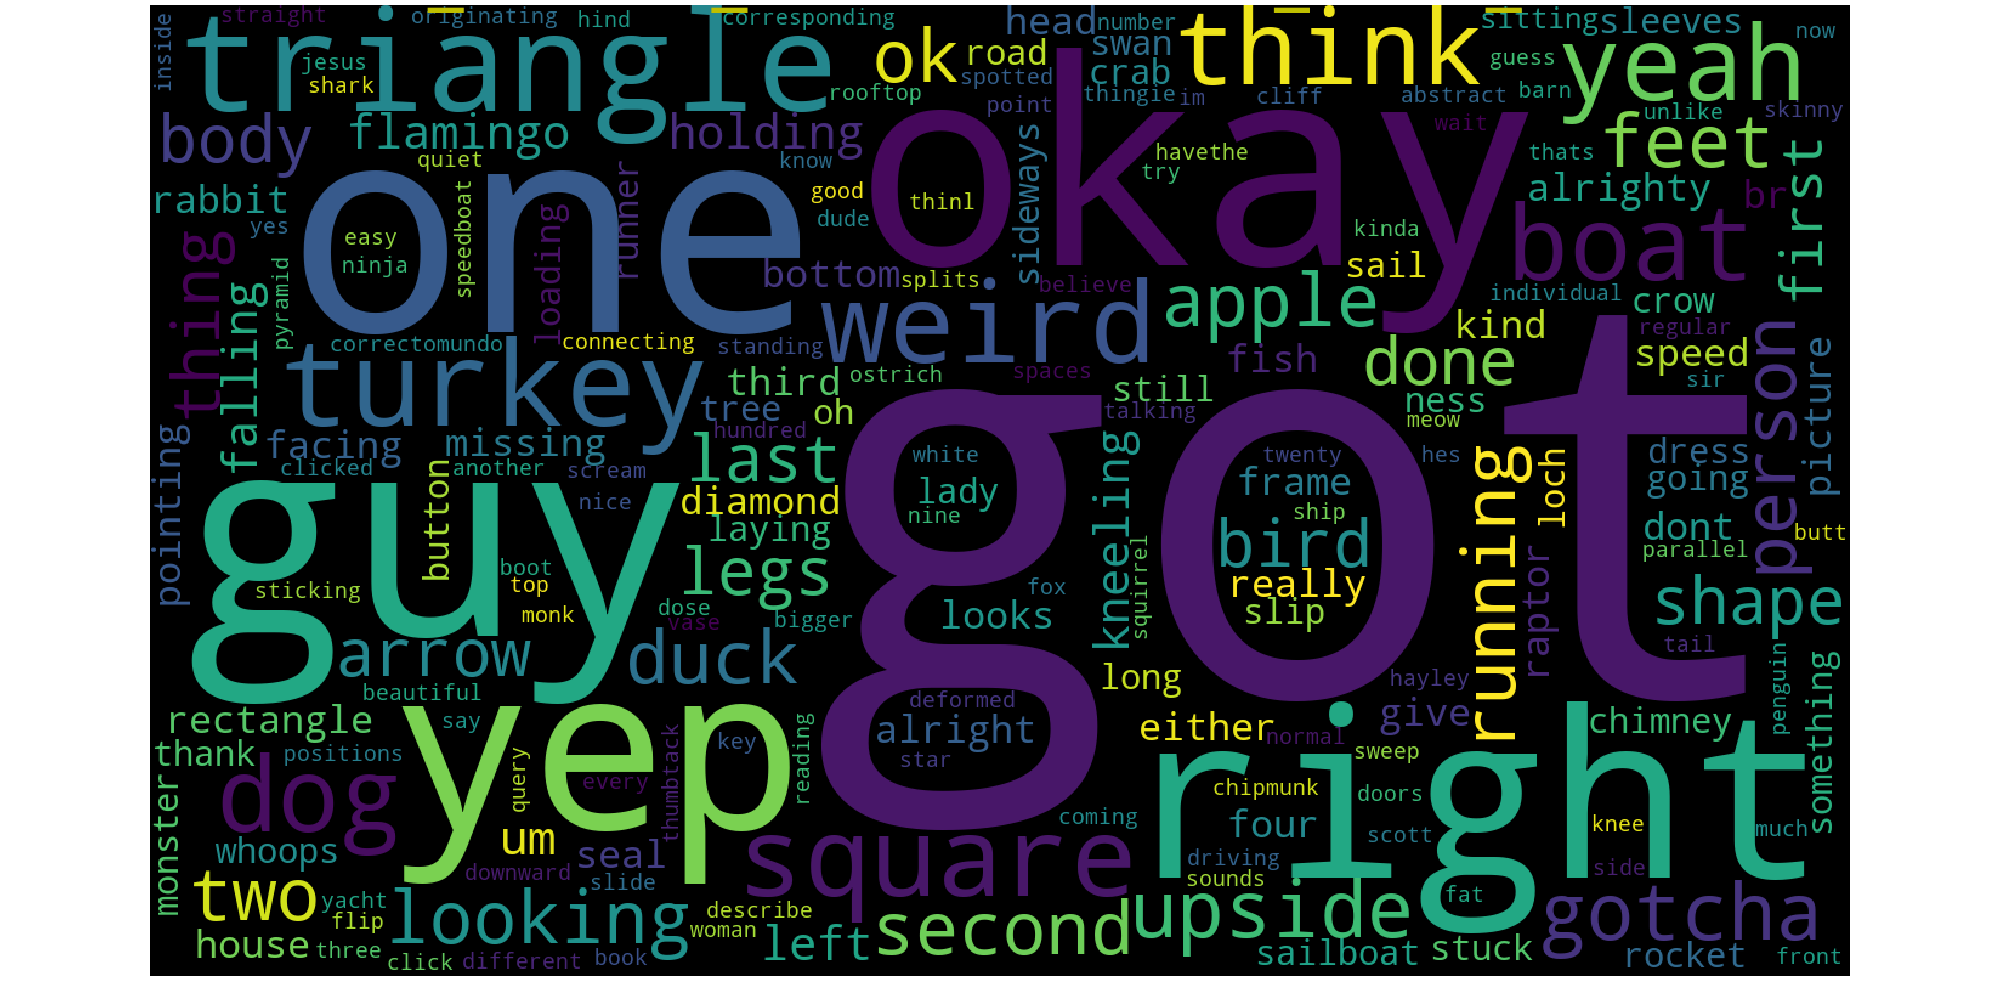 straight
originating
hind
corresponding
head
number
sitting
sleeves
now
inside
triangle
jesus
shark
ok
road
swan
think
guess
yeah
spotted
crab
rooftop
point
thingie
im
cliff
abstract
barn
unlike
skinny
body
flamingo
holding
okay
wait
feet
quiet
know
sideways
havethe
try
thats
first
rabbit
one
speedboat
loading
runner
good
thinl
dude
alrighty
br
yes
thing
easy
ninja
kinda
boat
falling
pyramid
bottom
splits
believe
sail
individual
crow
weird
apple
kind
regular
correctomundo
connecting
standing
spaces
speed
turkey
third
ostrich
still
fish
done
sir
person
picture
tree
oh
talking
ness
meow
pointing
facing
missing
hundred
got
kneeling
last
clicked
another
scream
white
twenty
hes
running
loch
dress
going
guy
button
nice
diamond
lady
frame
nine
ship
dont
butt
laying
bird
parallel
sticking
boot
top
monk
legs
fox
squirrel
really
raptor
shape
dose
vase
bigger
looks
slip
arrow
duck
long
hayley
tail
something
penguin
beautiful
deformed
rectangle
say
yep
thumbtack
key
reading
alright
either
give
chimney
thank
positions
query
every
star
normal
sweep
right
monster
dog
chipmunk
doors
whoops
um
seal
square
coming
four
scott
knee
much
downward
slide
driving
sounds
side
two
yacht
flip
looking
describe
woman
second
upside
fat
gotcha
house
three
click
different
book
left
sailboat
stuck
rocket
front